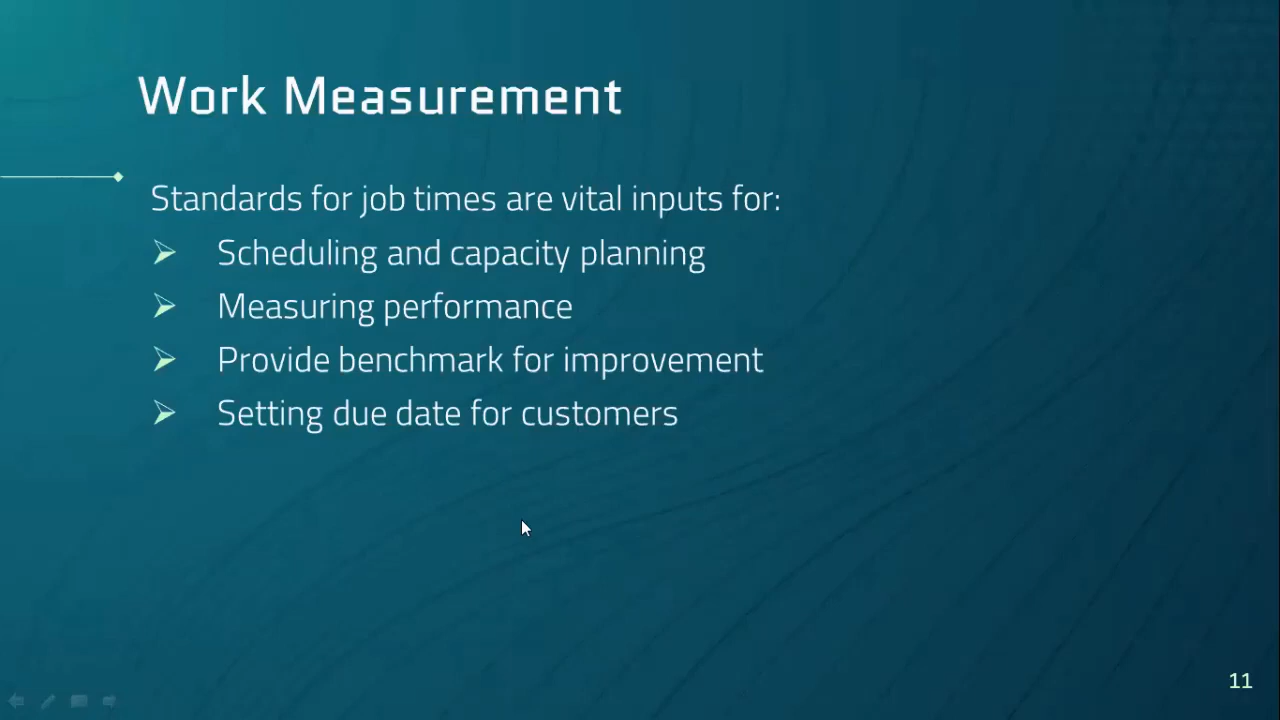 Work Measurement
Standards for job times are vital inputs for:
➢ Scheduling and capacity planning
➢ Measuring performance
➢ Provide benchmark for improvement
➢ Setting due date for customers
11